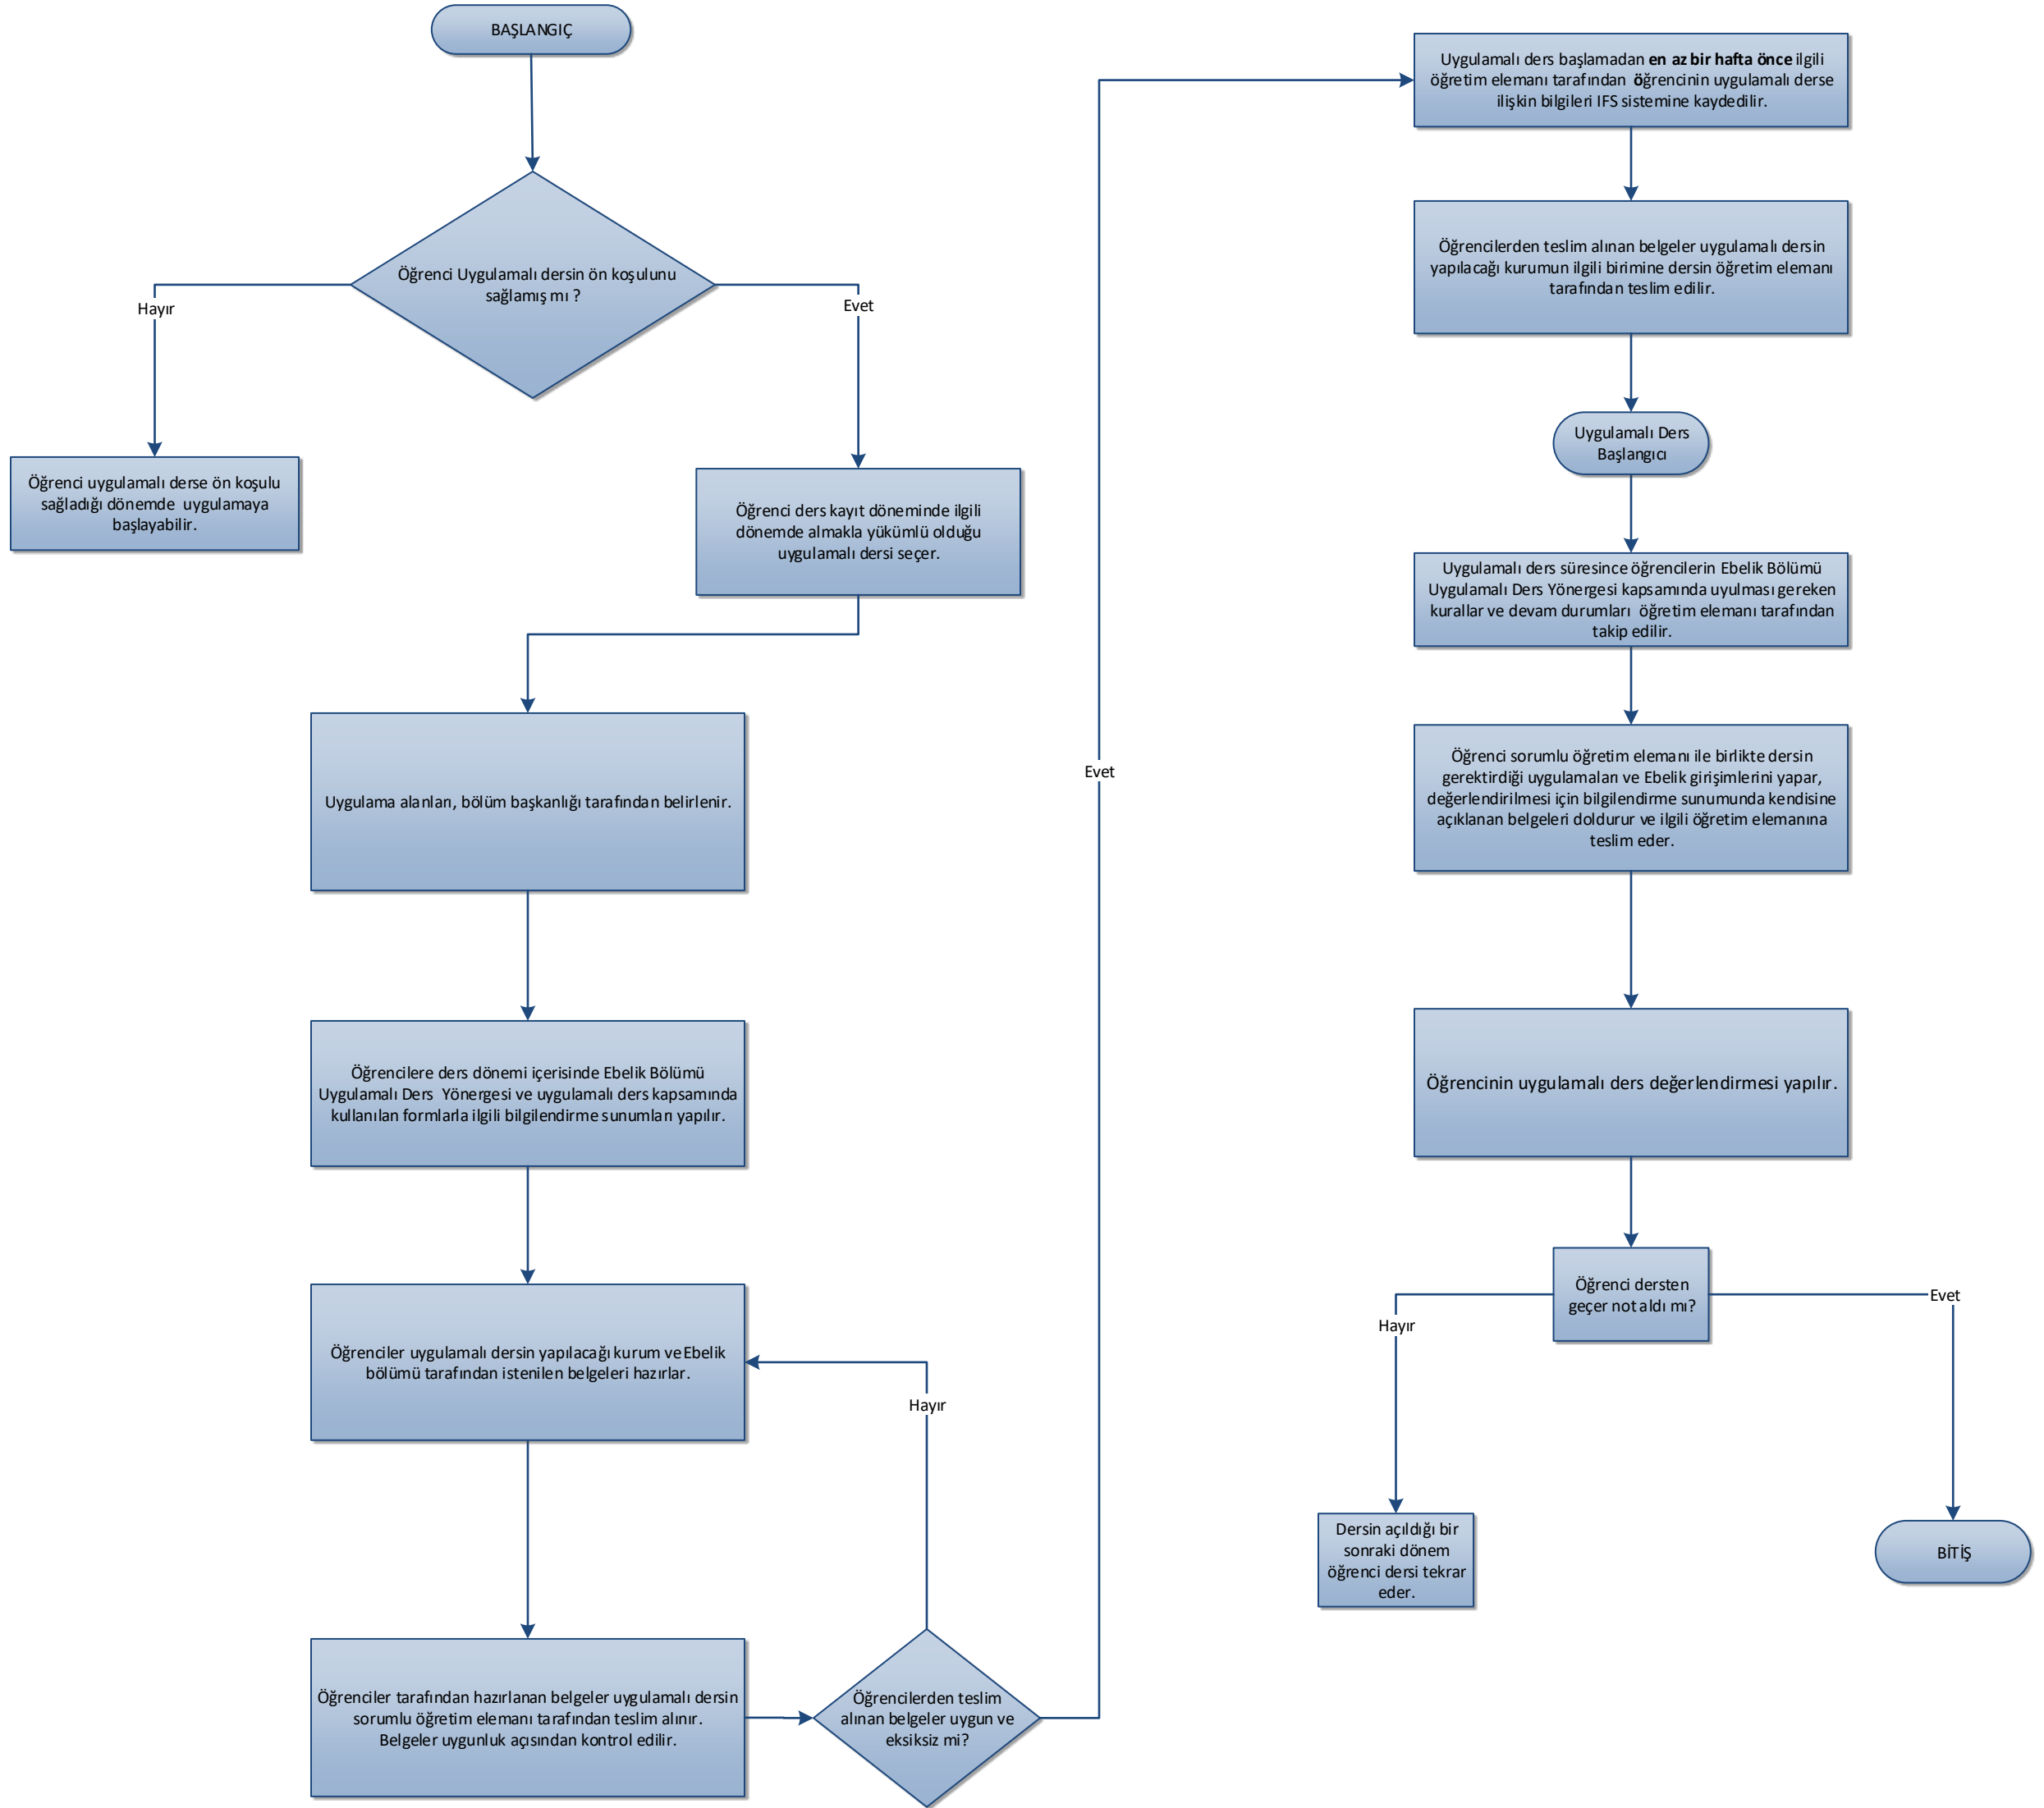 BAŞLANGIÇ
Öğrenci Uygulamalı dersin ön koşulunu
sağlamış mı ?
Hayır
Evet
Öğrenci uygulamalı derse ön koşulu
sağladığı dönemde uygulamaya
başlayabilir.
Öğrenci ders kayıt döneminde ilgili
dönemde almakla yükümlü olduğu
uygulamalı dersi seçer.
Uygulama alanları, bölüm başkanlığı tarafından belirlenir.
Öğrencilere ders dönemi içerisinde Ebelik Bölümü
Uygulamalı Ders Yönergesi ve uygulamalı ders kapsamında
kullanılan formlarla ilgili bilgilendirme sunumları yapılır.
Öğrenciler uygulamalı dersin yapılacağı kurum ve Ebelik
bölümü tarafından istenilen belgeleri hazırlar.
Hayır
Öğrenciler tarafından hazırlanan belgeler uygulamalı dersin
sorumlu öğretim elemanı tarafından teslim alınır.
Belgeler uygunluk açısından kontrol edilir.
Öğrencilerden teslim
alınan belgeler uygun ve
eksiksiz mi?
Evet
Uygulamalı ders başlamadan en az bir hafta önce ilgili
öğretim elemanı tarafından öğrencinin uygulamalı derse
ilişkin bilgileri IFS sistemine kaydedilir.
Öğrencilerden teslim alınan belgeler uygulamalı dersin
yapılacağı kurumun ilgili birimine dersin öğretim elemanı
tarafından teslim edilir.
Uygulamalı Ders
Başlangıcı
Uygulamalı ders süresince öğrencilerin Ebelik Bölümü
Uygulamalı Ders Yönergesi kapsamında uyulması gereken
kurallar ve devam durumları öğretim elemanı tarafından
takip edilir.
Öğrenci sorumlu öğretim elemanı ile birlikte dersin
gerektirdiği uygulamaları ve Ebelik girişimlerini yapar,
değerlendirilmesi için bilgilendirme sunumunda kendisine
açıklanan belgeleri doldurur ve ilgili öğretim elemanına
teslim eder.
Öğrencinin uygulamalı ders değerlendirmesi yapılır.
Öğrenci dersten
geçer not aldı mı?
Hayır
Evet
Dersin açıldığı bir
sonraki dönem
öğrenci dersi tekrar
eder.
BİTİŞ